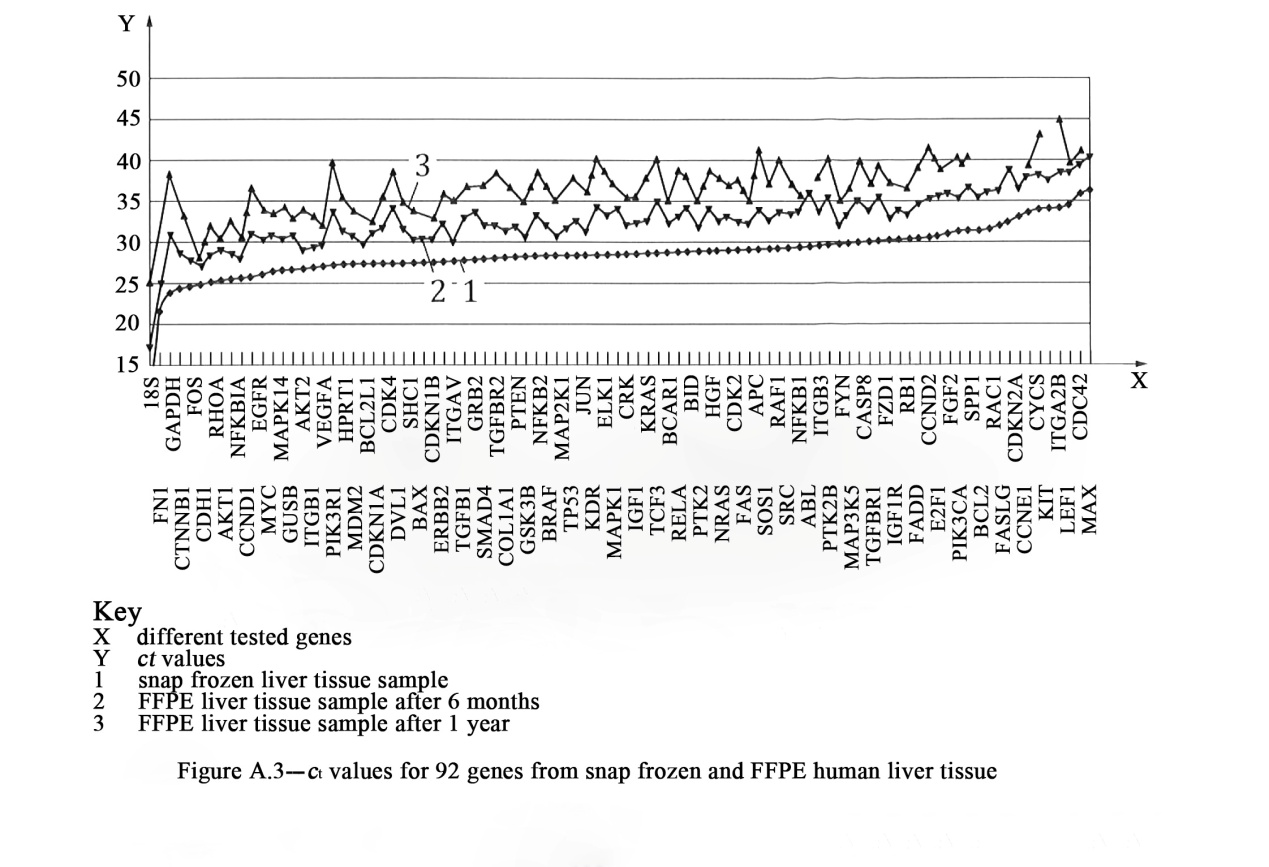 Y
50
45
40
35
30
25
20
15
3
2 1
X
18S GAPDH FOS RHOA NFKBIA EGFR MAPK14 AKT2 VEGFA HPRT1 BCL2L1 CDK4 SHC1 CDKN1B ITGAV GRB2 TGFBR2 PTEN NFKB2 MAP2K1 JUN ELK1 CRK KRAS BCAR1 BID HGF CDK2 APC RAF1 NFKB1 ITGB3 FYN CASP8 FZD1 RB1 CCND2 FGF2 SPP1 RAC1 CDKN2A CYCS ITGA2B CDC42
FN1 CTNNB1 CDH1 AKT1 CCND1 MYC GUSB ITGB1 PIK3R1 MDM2 CDKN1A DVL1 BAX ERBB2 TGFB1 SMAD4 COL1A1 GSK3B BRAF TP53 KDR MAPK1 IGF1 TCF3 RELA PTK2 NRAS FAS SOS1 SRC ABL PTK2B MAP3K5 TGFBR1 IGF1R FADD E2F1 PIK3CA BCL2 FASLG CCNE1 KIT LEF1 MAX
Key
X different tested genes
Y ct values
1 snap frozen liver tissue sample
2 FFPE liver tissue sample after 6 months
3 FFPE liver tissue sample after 1 year
Figure A.3—ct values for 92 genes from snap frozen and FFPE human liver tissue